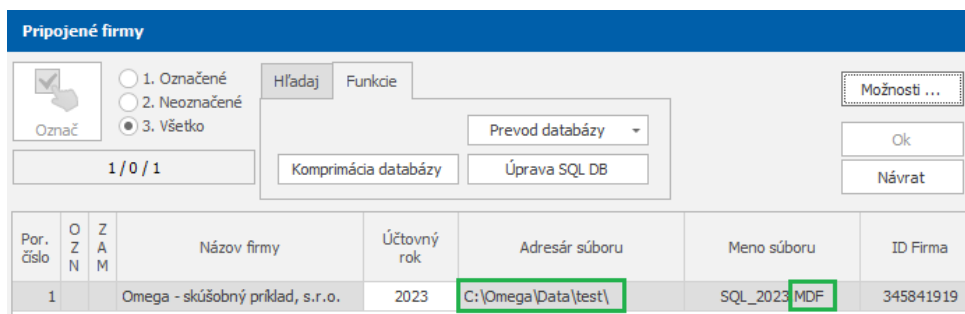 Pripojené firmy
Označ
1. Označené
2. Neoznačené
3. Všetko
1 / 0 / 1
Hľadaj
Funkcie
Prevod databázy
Komprimácia databázy
Úprava SQL DB
Možnosti ...
Ok
Návrat
Por. číslo
O Z N
Z A M
Názov firmy
Účtovný rok
Adresár súboru
Meno súboru
ID Firma
1 Omega - skúšobný príklad, s.r.o. 2023 C:\Omega\Data\test\ SQL_2023.MDF 345841919